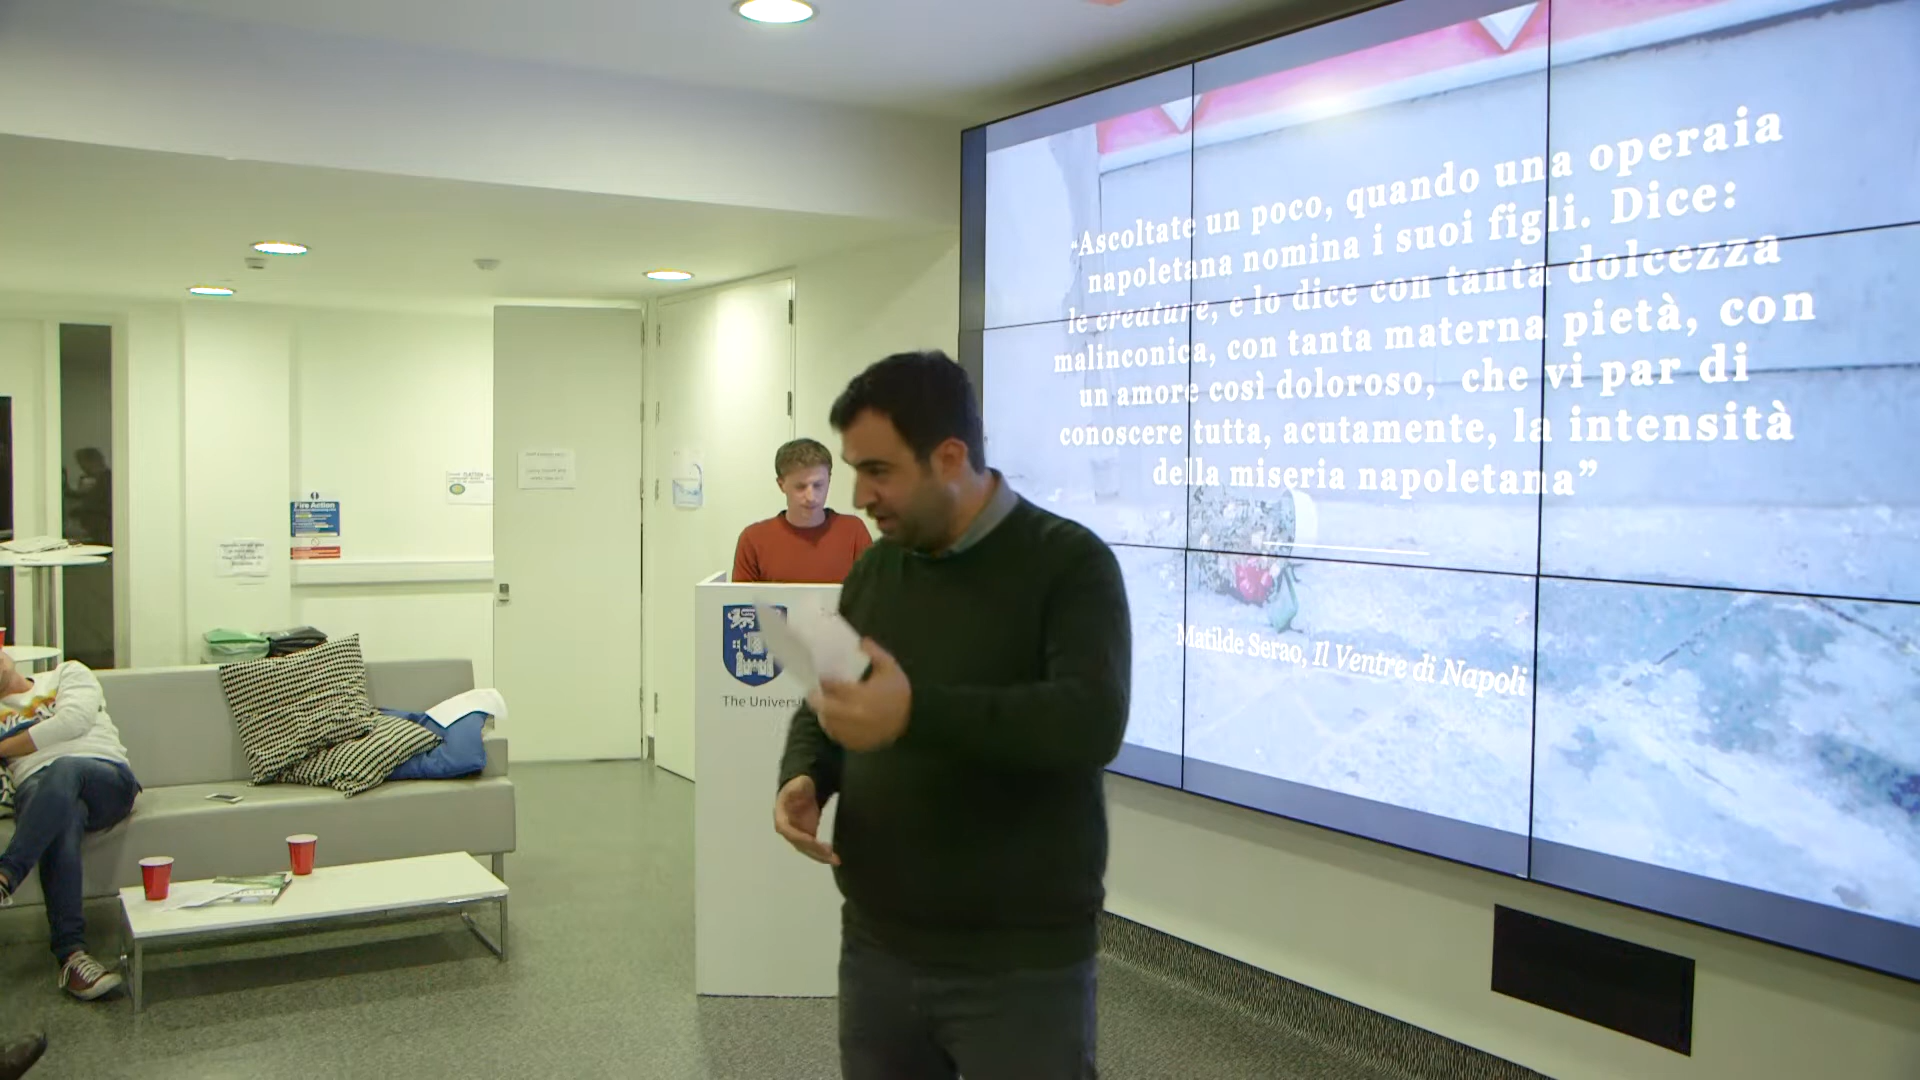 “Ascoltate un poco, quando una operaia
napoletana nomina i suoi figli. Dice:
le creature, e lo dice con tanta dolcezza
malinconica, con tanta materna pietà, con
un amore così doloroso, che vi par di
conoscere tutta, acutamente, la intensità
della miseria napoletana”
Matilde Serao, Il Ventre di Napoli
Fire Action
The Universi